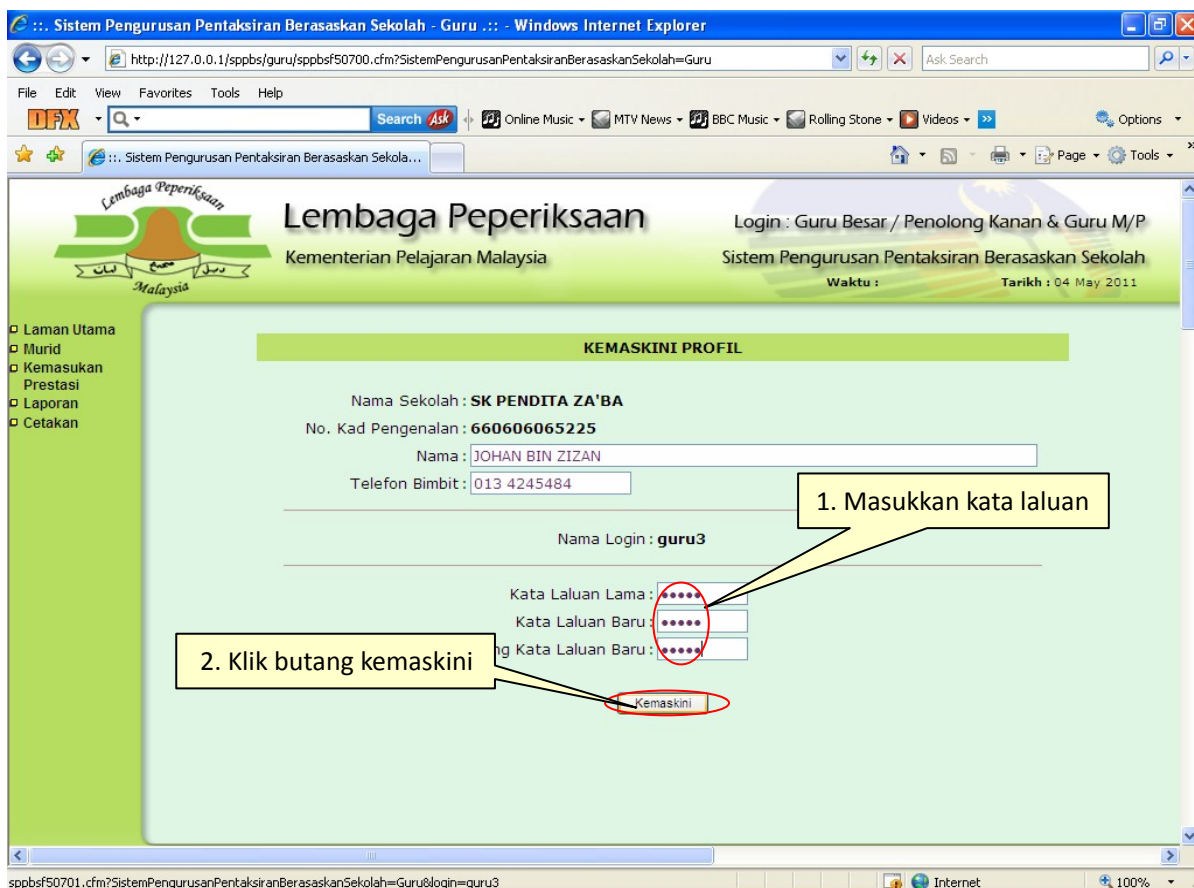 ::. Sistem Pengurusan Pentaksiran Berasaskan Sekolah - Guru .:: - Windows Internet Explorer
http://127.0.0.1/sppbs/guru/sppbsf50700.cfm?SistemPengurusanPentaksiranBerasaskanSekolah=Guru
Ask Search
File Edit View Favorites Tools Help
DFX Search Ask Online Music MTV News BBC Music Rolling Stone Videos >> Options
::. Sistem Pengurusan Pentaksiran Berasaskan Sekola... Page Tools >>
Lembaga Peperiksaan
Malaysia
Lembaga Peperiksaan
Kementerian Pelajaran Malaysia
Login : Guru Besar / Penolong Kanan & Guru M/P
Sistem Pengurusan Pentaksiran Berasaskan Sekolah
Waktu : Tarikh : 04 May 2011
Laman Utama
Murid
Kemasukan
Prestasi
Laporan
Cetakan
KEMASKINI PROFIL
Nama Sekolah : SK PENDITA ZA'BA
No. Kad Pengenalan : 660606065225
Nama : JOHAN BIN ZIZAN
Telefon Bimbit : 013 4245484
1. Masukkan kata laluan
Nama Login : guru3
Kata Laluan Lama : •••••
Kata Laluan Baru : •••••
ng Kata Laluan Baru : •••••
2. Klik butang kemaskini
Kemaskini
sppbsf50701.cfm?SistemPengurusanPentaksiranBerasaskanSekolah=Guru&login=guru3
Internet 100%